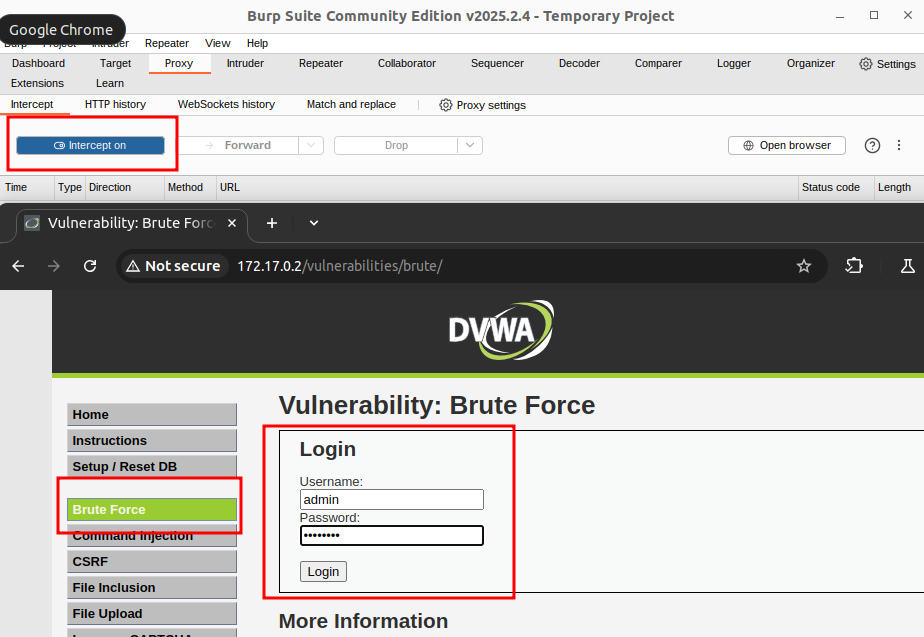 Burp Suite Community Edition v2025.2.4 - Temporary Project
Google Chrome
Burp Project Intruder Repeater View Help
Dashboard Target Proxy Intruder Repeater Collaborator Sequencer Decoder Comparer Logger Organizer Settings
Extensions Learn
Intercept HTTP history WebSockets history Match and replace Proxy settings
Intercept on Forward Drop Open browser
Time Type Direction Method URL Status code Length
Vulnerability: Brute Forc
Not secure 172.17.0.2/vulnerabilities/brute/
DVWA
Vulnerability: Brute Force
Home
Instructions
Setup / Reset DB
Brute Force
Command Injection
CSRF
File Inclusion
File Upload
Login
Username:
admin
Password:
••••••••
Login
More Information